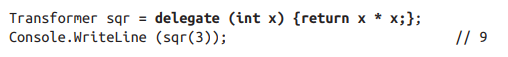 Transformer sqr = delegate (int x) {return x * x;};
Console.WriteLine (sqr(3)); // 9